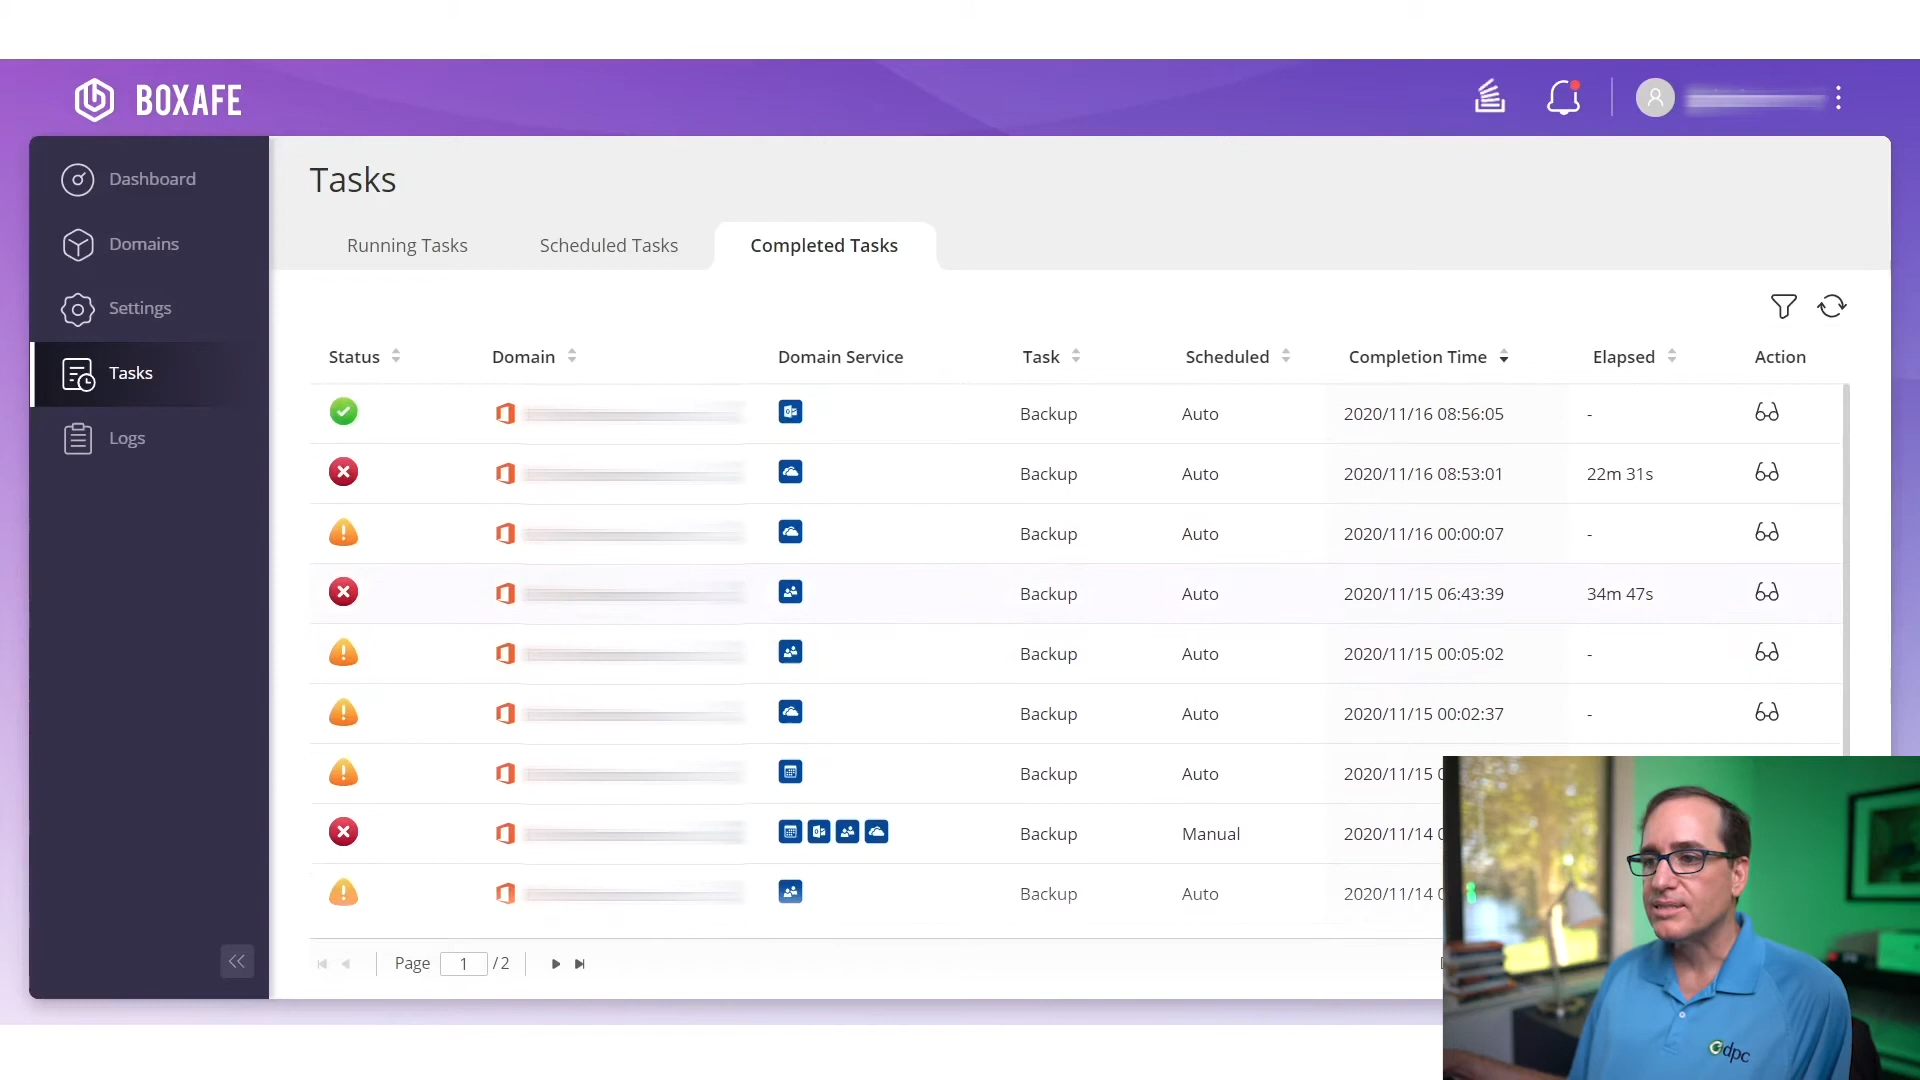 BOXAFE
Dashboard
Domains
Settings
Tasks
Logs
Tasks
Running Tasks Scheduled Tasks Completed Tasks
Status Domain Domain Service Task Scheduled Completion Time Elapsed Action
Backup Auto 2020/11/16 08:56:05 -
Backup Auto 2020/11/16 08:53:01 22m 31s
Backup Auto 2020/11/16 00:00:07 -
Backup Auto 2020/11/15 06:43:39 34m 47s
Backup Auto 2020/11/15 00:05:02 -
Backup Auto 2020/11/15 00:02:37 -
Backup Auto 2020/11/15
Backup Manual 2020/11/14
Backup Auto 2020/11/14
Page 1 /2
dpc